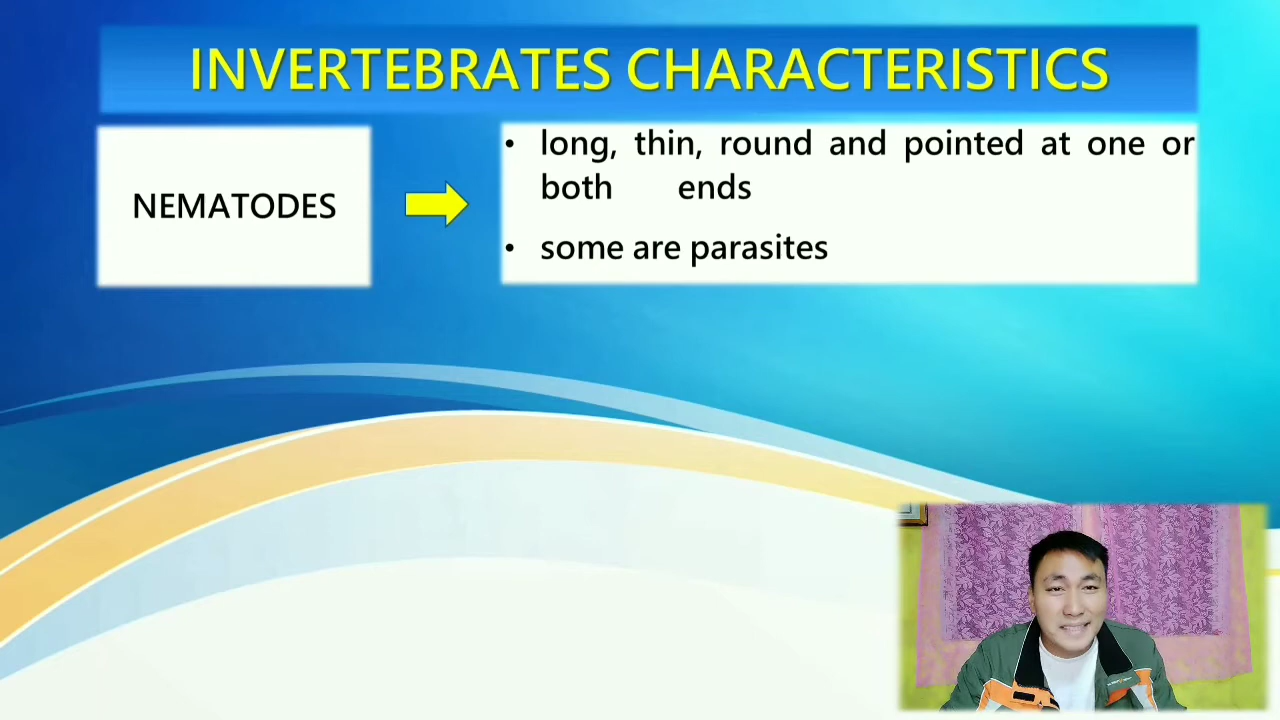 INVERTEBRATES CHARACTERISTICS
NEMATODES
• long, thin, round and pointed at one or
both ends
• some are parasites